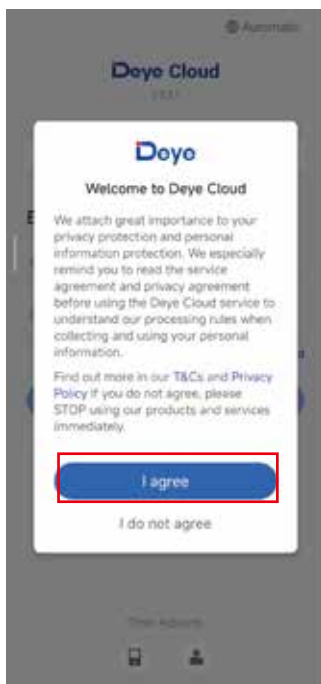 Automatic
Deye Cloud
Deye
Welcome to Deye Cloud
We attach great importance to your
privacy protection and personal
information protection. We especially
remind you to read the service
agreement and privacy agreement
before using the Deye Cloud service to
understand our processing rules when
collecting and using your personal
information.
Find out more in our T&Cs and Privacy
Policy If you do not agree, please
STOP using our products and services
immediately.
I agree
I do not agree